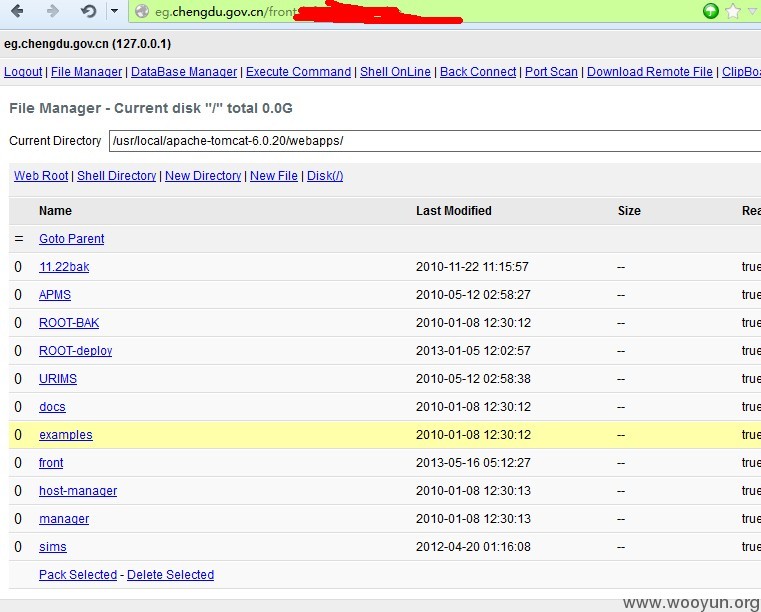 eg.chengdu.gov.cn/front
eg.chengdu.gov.cn (127.0.0.1)
Logout | File Manager | DataBase Manager | Execute Command | Shell OnLine | Back Connect | Port Scan | Download Remote File | ClipBoa
File Manager - Current disk "/" total 0.0G
Current Directory /usr/local/apache-tomcat-6.0.20/webapps/
Web Root | Shell Directory | New Directory | New File | Disk(/)
Name Last Modified Size Rea
= Goto Parent
0 11.22bak 2010-11-22 11:15:57 -- true
0 APMS 2010-05-12 02:58:27 -- true
0 ROOT-BAK 2010-01-08 12:30:12 -- true
0 ROOT-deploy 2013-01-05 12:02:57 -- true
0 URIMS 2010-05-12 02:58:38 -- true
0 docs 2010-01-08 12:30:12 -- true
0 examples 2010-01-08 12:30:12 -- true
0 front 2013-05-16 05:12:27 -- true
0 host-manager 2010-01-08 12:30:13 -- true
0 manager 2010-01-08 12:30:13 -- true
0 sims 2012-04-20 01:16:08 -- true
Pack Selected - Delete Selected
www.wooyun.org